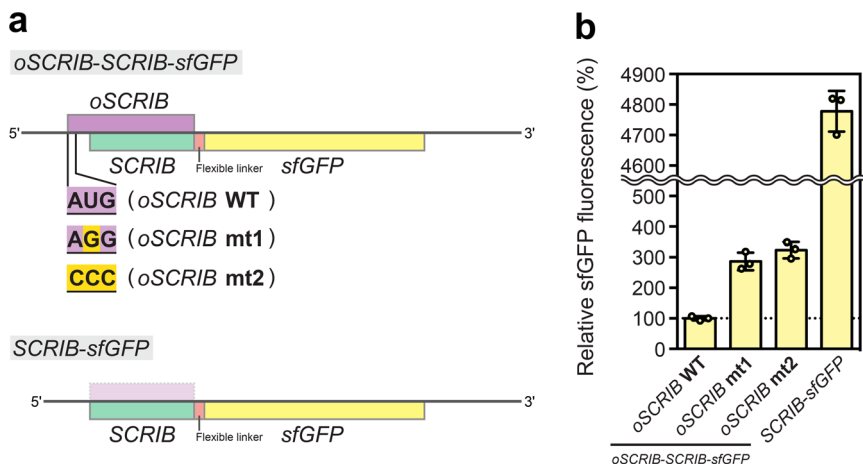 a
oSCRIB-SCRIB-sfGFP
oSCRIB
5'
3'
SCRIB
Flexible linker
sfGFP
AUG (oSCRIB WT )
AGG (oSCRIB mt1)
CCC (oSCRIB mt2)
SCRIB-sfGFP
5'
3'
SCRIB
Flexible linker
sfGFP
b
Relative sfGFP fluorescence (%)
4900
4800
4700
4600
500
400
300
200
100
0
oSCRIB WT
oSCRIB mt1
oSCRIB mt2
SCRIB-sfGFP
oSCRIB-SCRIB-sfGFP